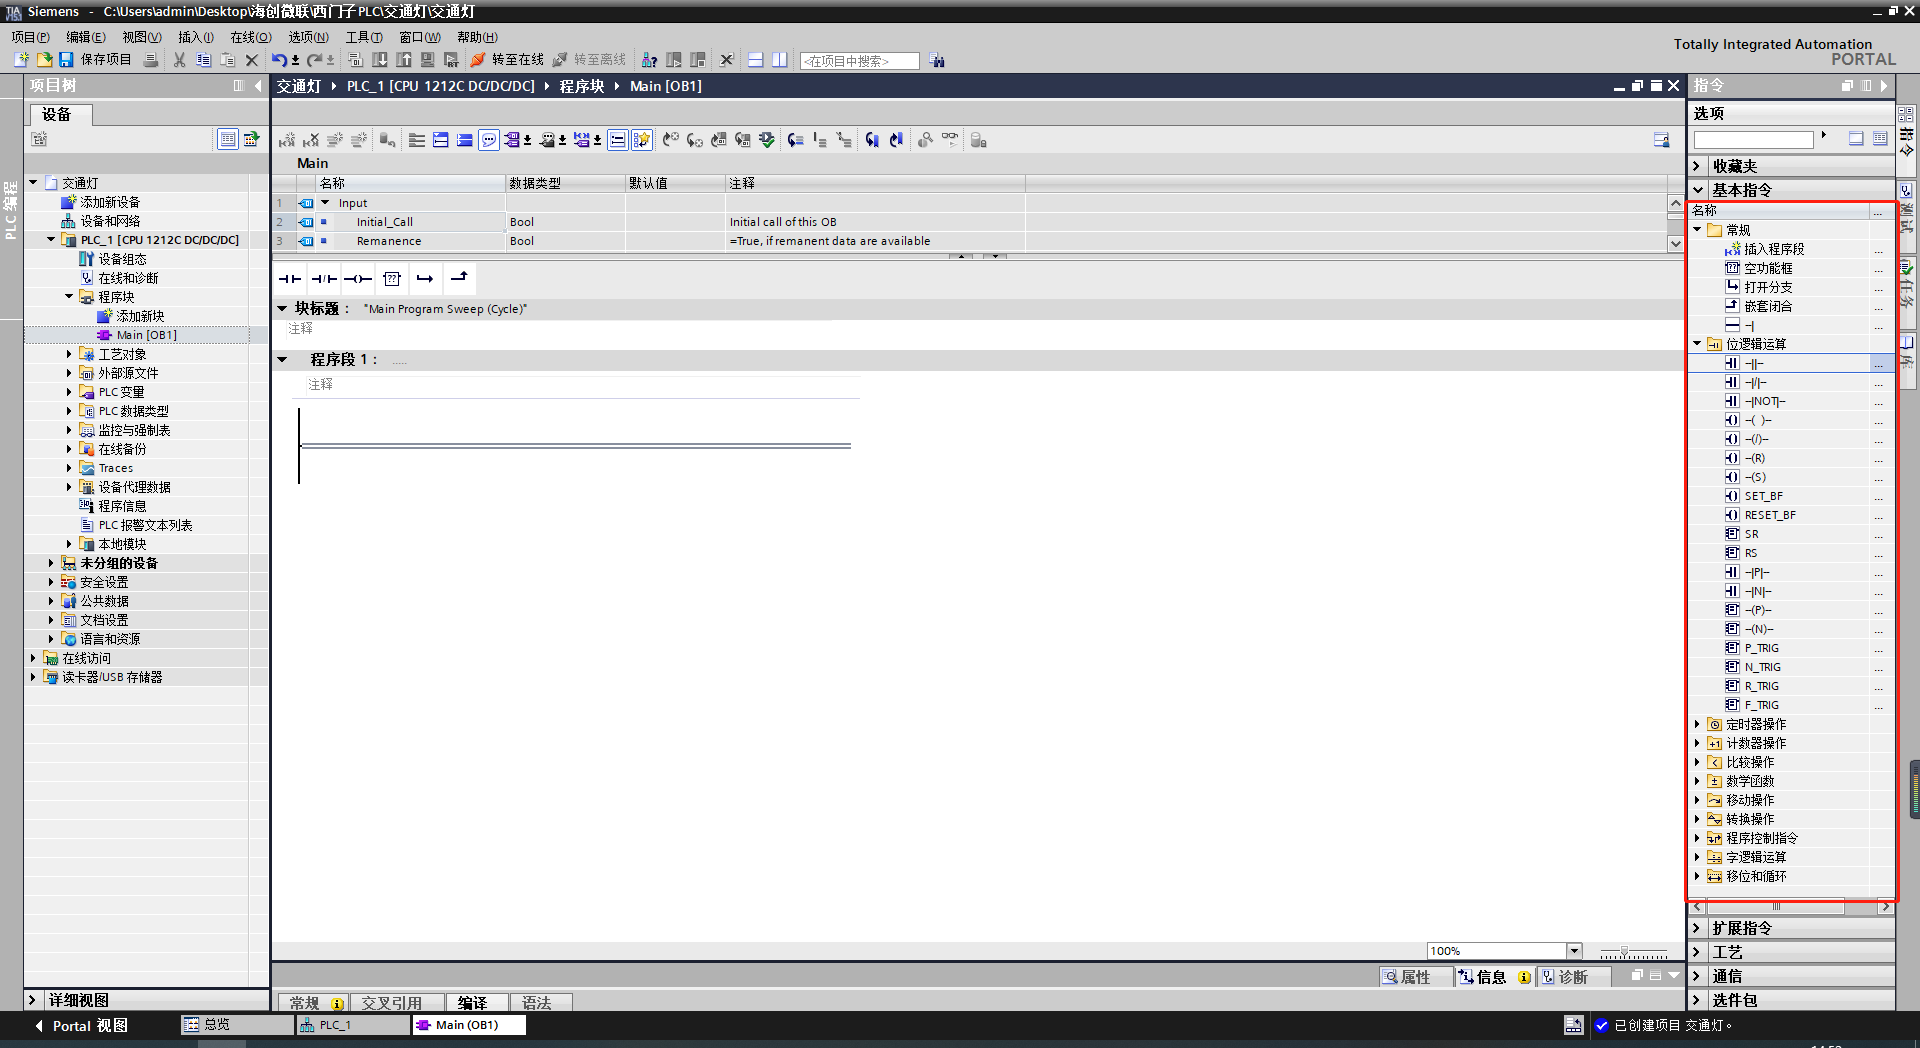 Siemens - C:\Users\admin\Desktop\海创微联\西门子PLC\交通灯\交通灯
项目(P) 编辑(E) 视图(V) 插入(I) 在线(O) 选项(N) 工具(T) 窗口(W) 帮助(H)
Totally Integrated Automation
PORTAL
保存项目 转至在线 转至离线 <在项目中搜索>
项目树
设备
PLC 编程
交通灯
添加新设备
设备和网络
PLC_1 [CPU 1212C DC/DC/DC]
设备组态
在线和诊断
程序块
添加新块
Main [OB1]
工艺对象
外部源文件
PLC 变量
PLC 数据类型
监控与强制表
在线备份
Traces
设备代理数据
程序信息
PLC 报警文本列表
本地模块
未分组的设备
安全设置
公共数据
文档设置
语言和资源
在线访问
读卡器/USB 存储器
详细视图
交通灯 PLC_1 [CPU 1212C DC/DC/DC] 程序块 Main [OB1]
Main
名称 数据类型 默认值 注释
1 Input
2 Initial_Call Bool Initial call of this OB
3 Remanence Bool =True, if remanent data are available
块标题： "Main Program Sweep (Cycle)"
注释
程序段 1： .....
注释
100%
属性 信息 诊断
常规 交叉引用 编译 语法
指令
选项
收藏夹
基本指令
名称 ...
常规
插入程序段 ...
空功能框 ...
打开分支 ...
嵌套闭合 ...
–| ...
位逻辑运算
–||– ...
–|/|– ...
–|NOT|– ...
–( )– ...
–(/)– ...
–(R) ...
–(S) ...
SET_BF ...
RESET_BF ...
SR ...
RS ...
–|P|– ...
–|N|– ...
–(P)– ...
–(N)– ...
P_TRIG ...
N_TRIG ...
R_TRIG ...
F_TRIG ...
定时器操作
计数器操作
比较操作
数学函数
移动操作
转换操作
程序控制指令
字逻辑运算
移位和循环
扩展指令
工艺
通信
选件包
测试
任务
库
Portal 视图 总览 PLC_1 Main (OB1) 已创建项目 交通灯。